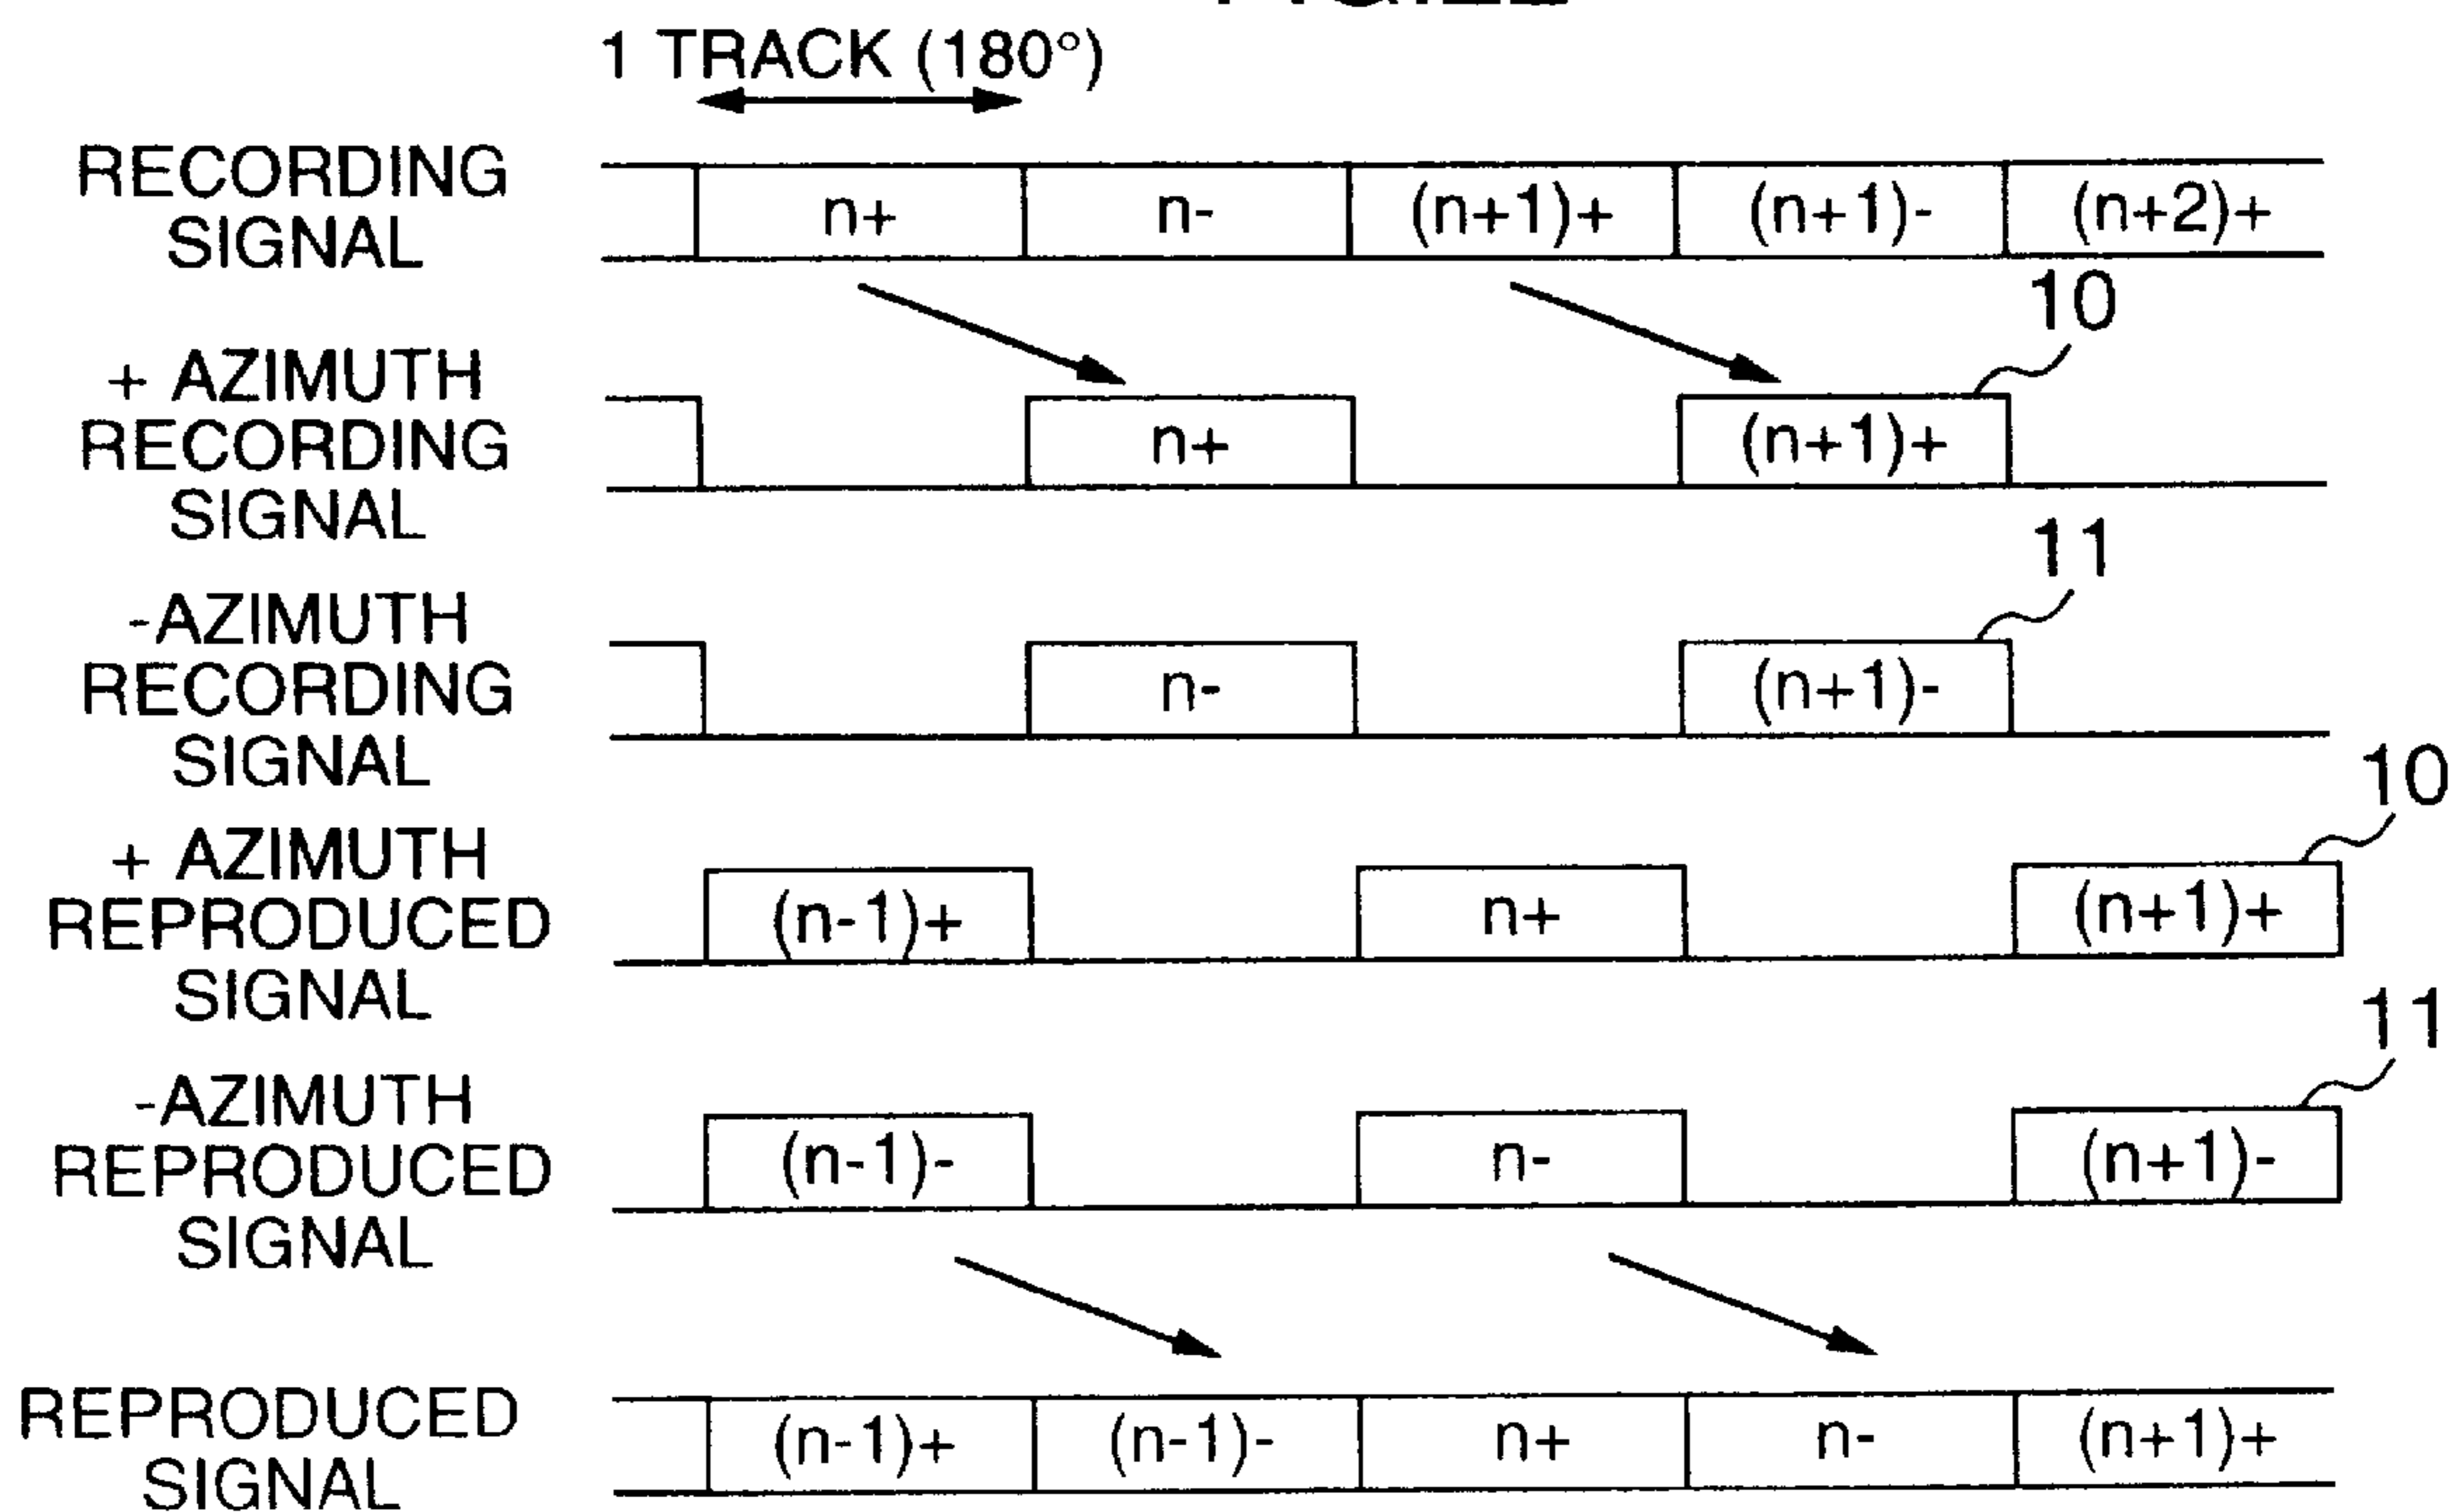 1 TRACK (180°)
RECORDING
SIGNAL
n+ n- (n+1)+ (n+1)- (n+2)+
10
+ AZIMUTH
RECORDING
SIGNAL
n+ (n+1)+
11
-AZIMUTH
RECORDING
SIGNAL
n- (n+1)-
10
+ AZIMUTH
REPRODUCED
SIGNAL
(n-1)+ n+ (n+1)+
11
-AZIMUTH
REPRODUCED
SIGNAL
(n-1)- n- (n+1)-
REPRODUCED
SIGNAL
(n-1)+ (n-1)- n+ n- (n+1)+